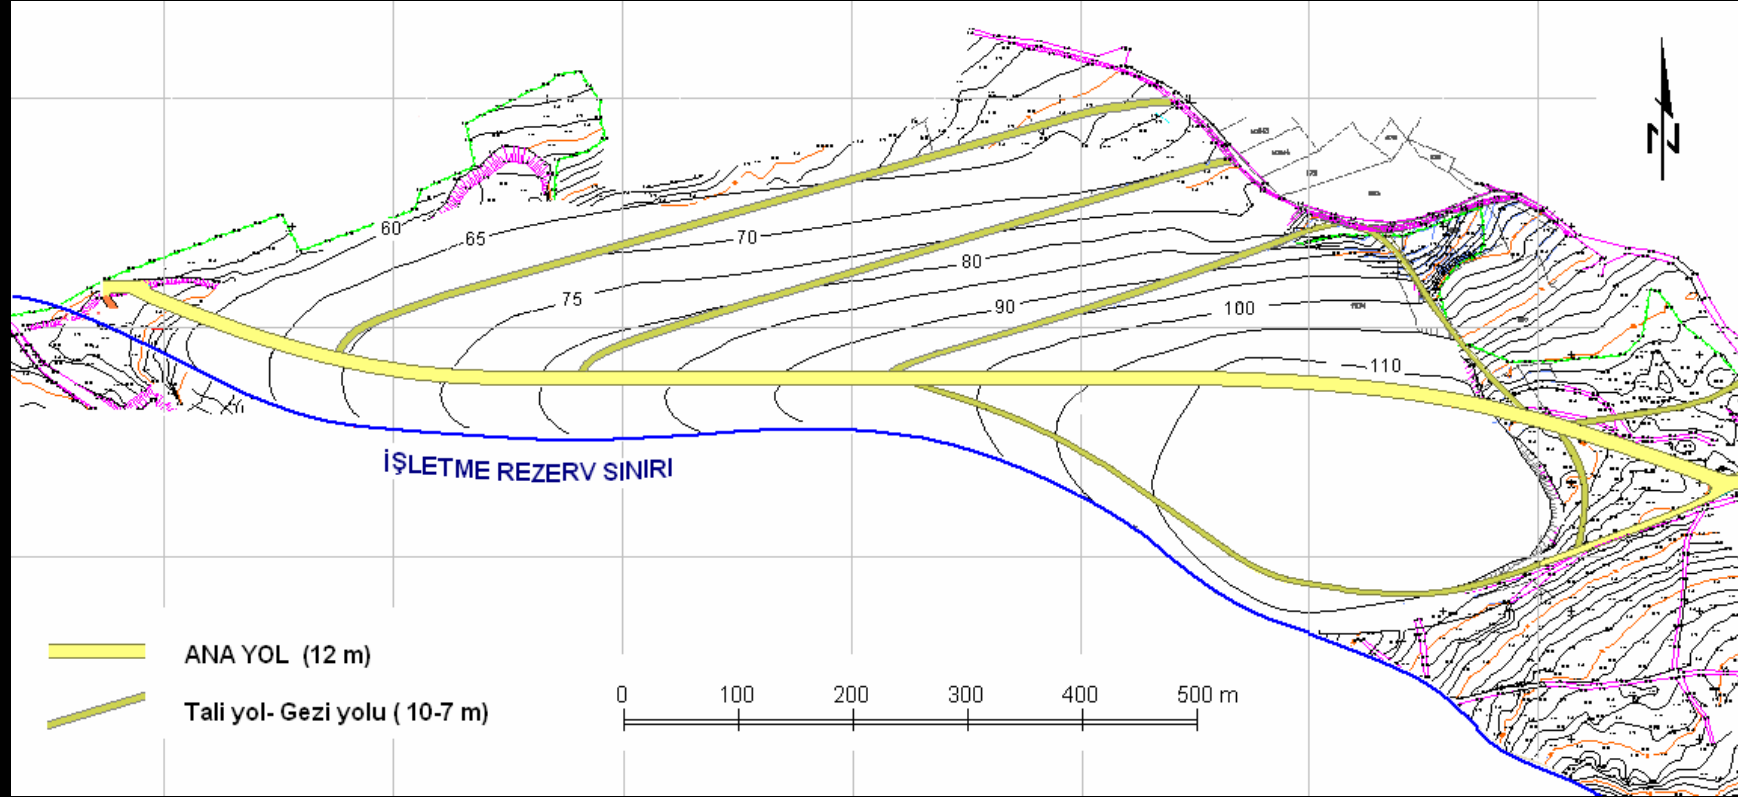 N
60
65
70
80
75
90
100
110
İŞLETME REZERV SINIRI
ANA YOL (12 m)
Tali yol- Gezi yolu ( 10-7 m)
0 100 200 300 400 500 m